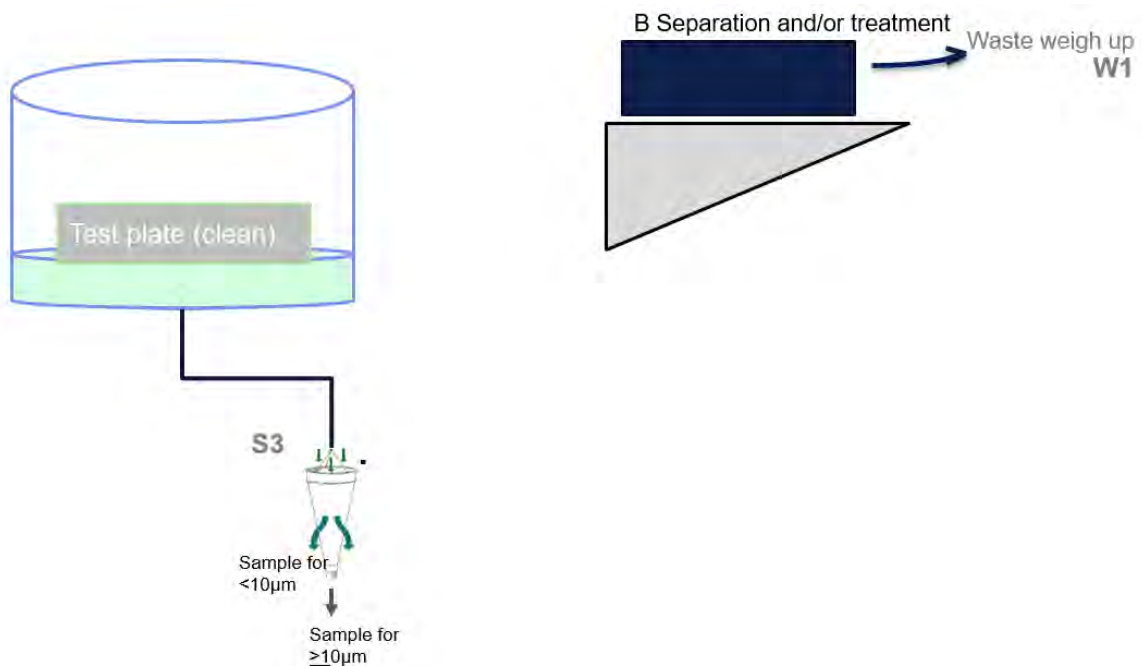 B Separation and/or treatment
Waste weigh up
W1
Test plate (clean)
S3
Sample for
<10µm
Sample for
≥10µm